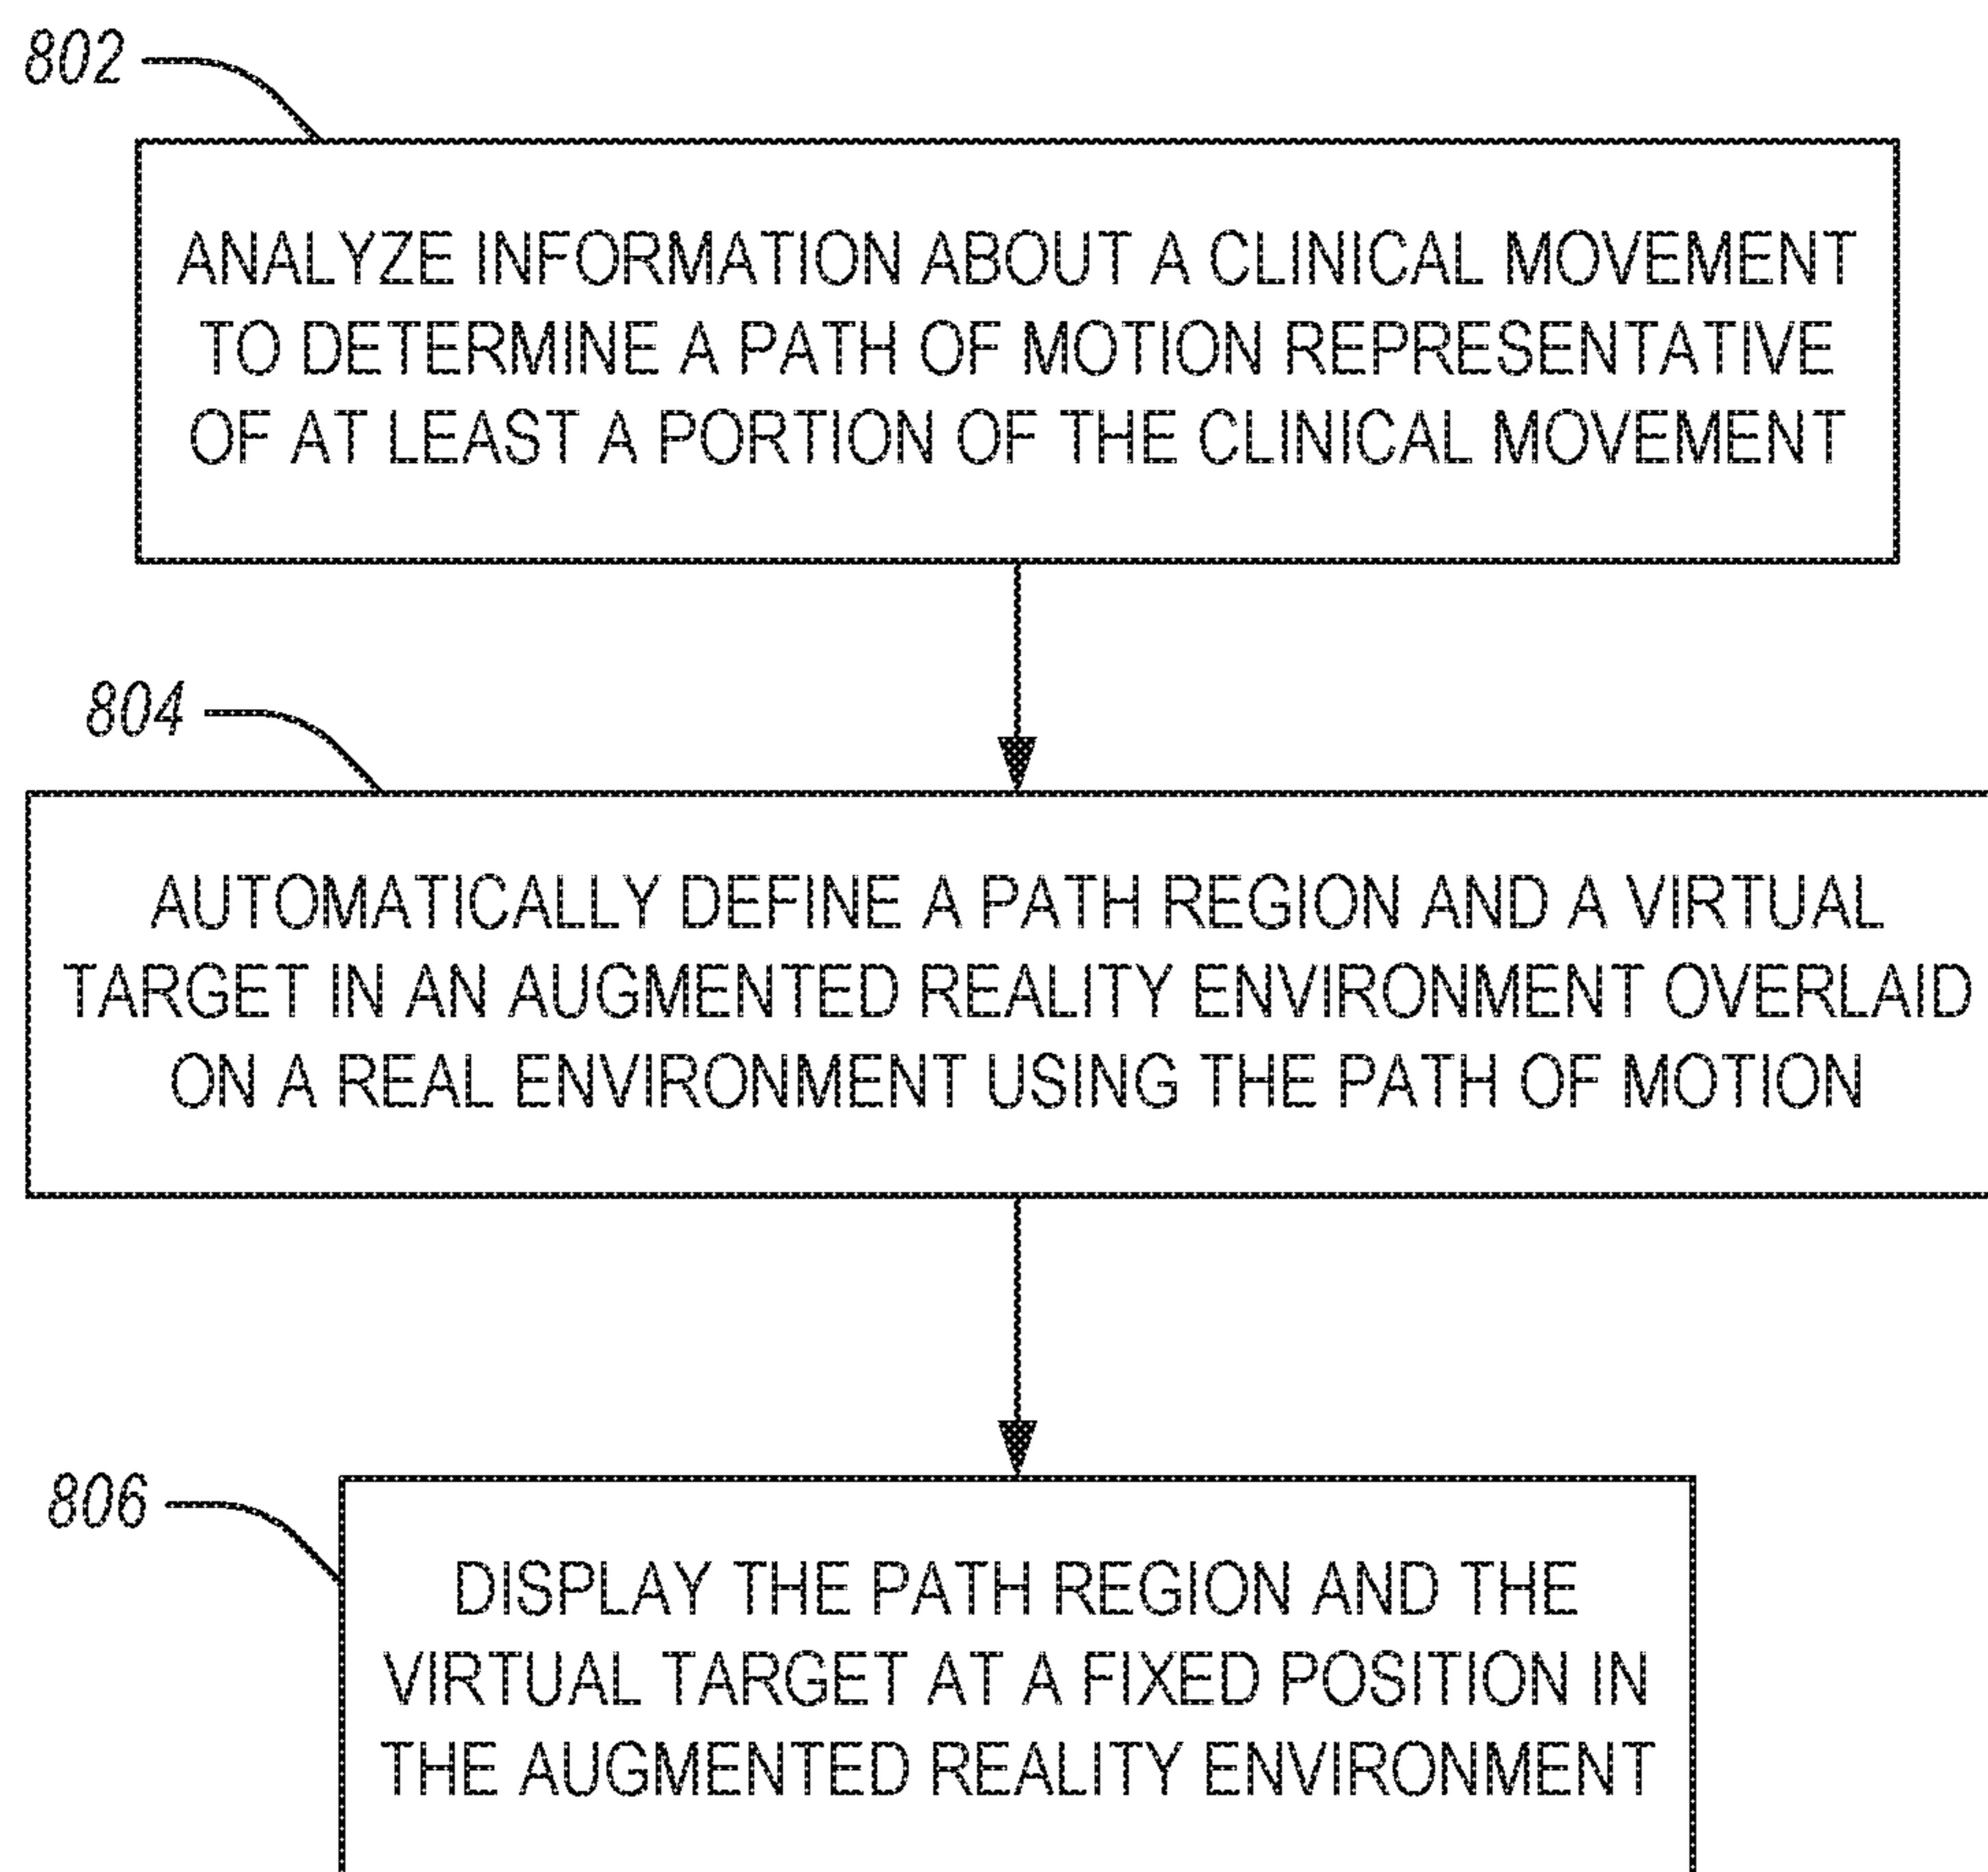 802
ANALYZE INFORMATION ABOUT A CLINICAL MOVEMENT
TO DETERMINE A PATH OF MOTION REPRESENTATIVE
OF AT LEAST A PORTION OF THE CLINICAL MOVEMENT
804
AUTOMATICALLY DEFINE A PATH REGION AND A VIRTUAL
TARGET IN AN AUGMENTED REALITY ENVIRONMENT OVERLAID
ON A REAL ENVIRONMENT USING THE PATH OF MOTION
806
DISPLAY THE PATH REGION AND THE
VIRTUAL TARGET AT A FIXED POSITION IN
THE AUGMENTED REALITY ENVIRONMENT